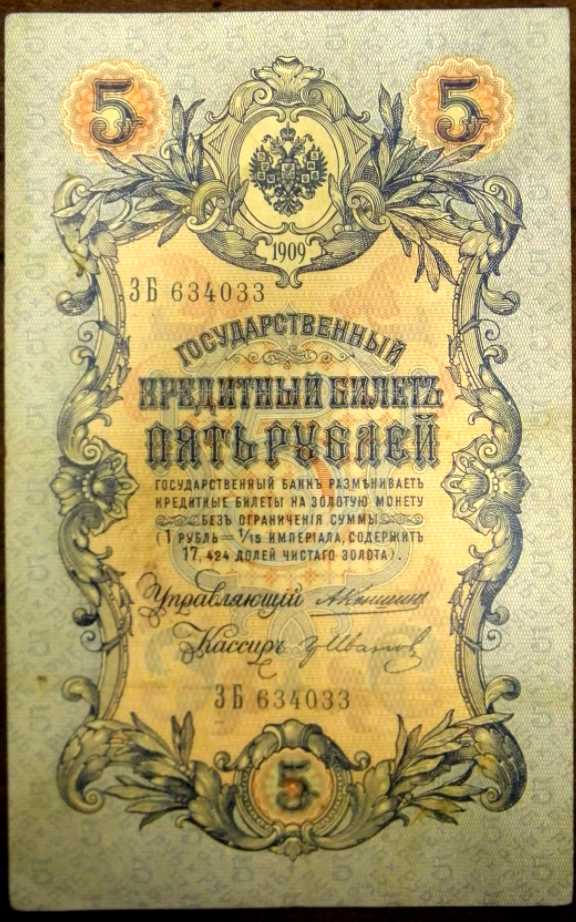 5 5
1909
ЗБ 634033
ГОСУДАРСТВЕННЫЙ
КРЕДИТНЫЙ БИЛЕТЪ
ПЯТЬ РУБЛЕЙ
ГОСУДАРСТВЕННЫЙ БАНКЪ РАЗМѢНИВАЕТЪ
КРЕДИТНЫЕ БИЛЕТЫ НА ЗОЛОТУЮ МОНЕТУ
БЕЗЪ ОГРАНИЧЕНІЯ СУММЫ
(1 РУБЛЬ = 1/15 ИМПЕРІАЛА, СОДЕРЖИТЪ
17,424 ДОЛЕЙ ЧИСТАГО ЗОЛОТА).
Управляющій АКоншинъ
Кассиръ
ЗБ 634033
5